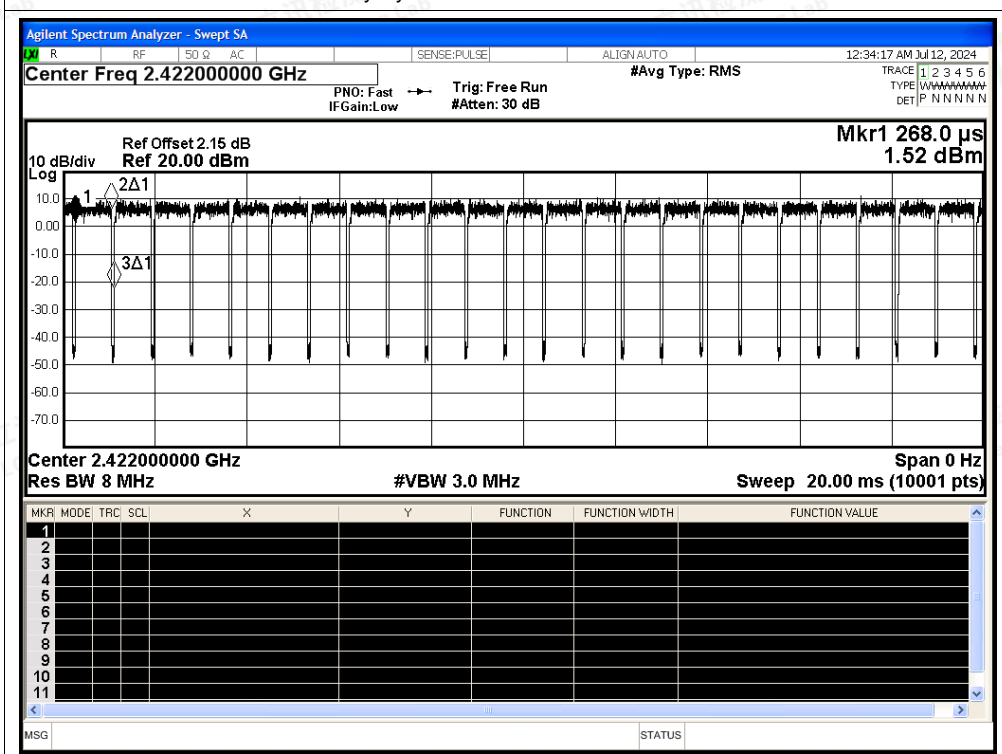 Agilent Spectrum Analyzer - Swept SA
LXI R RF 50 Ω AC SENSE:PULSE ALIGN AUTO 12:34:17 AM Jul 12, 2024
Center Freq 2.422000000 GHz #Avg Type: RMS TRACE 1 2 3 4 5 6
PNO: Fast Trig: Free Run TYPE
IFGain:Low #Atten: 30 dB DET P N N N N N
Mkr1 268.0 µs
Ref Offset 2.15 dB
10 dB/div Ref 20.00 dBm 1.52 dBm
Log
10.0
0.00
-10.0
-20.0
-30.0
-40.0
-50.0
-60.0
-70.0
1
2Δ1
3Δ1
Center 2.422000000 GHz Span 0 Hz
Res BW 8 MHz #VBW 3.0 MHz Sweep 20.00 ms (10001 pts)
MKR MODE TRC SCL X Y FUNCTION FUNCTION WIDTH FUNCTION VALUE
1
2
3
4
5
6
7
8
9
10
11
MSG STATUS